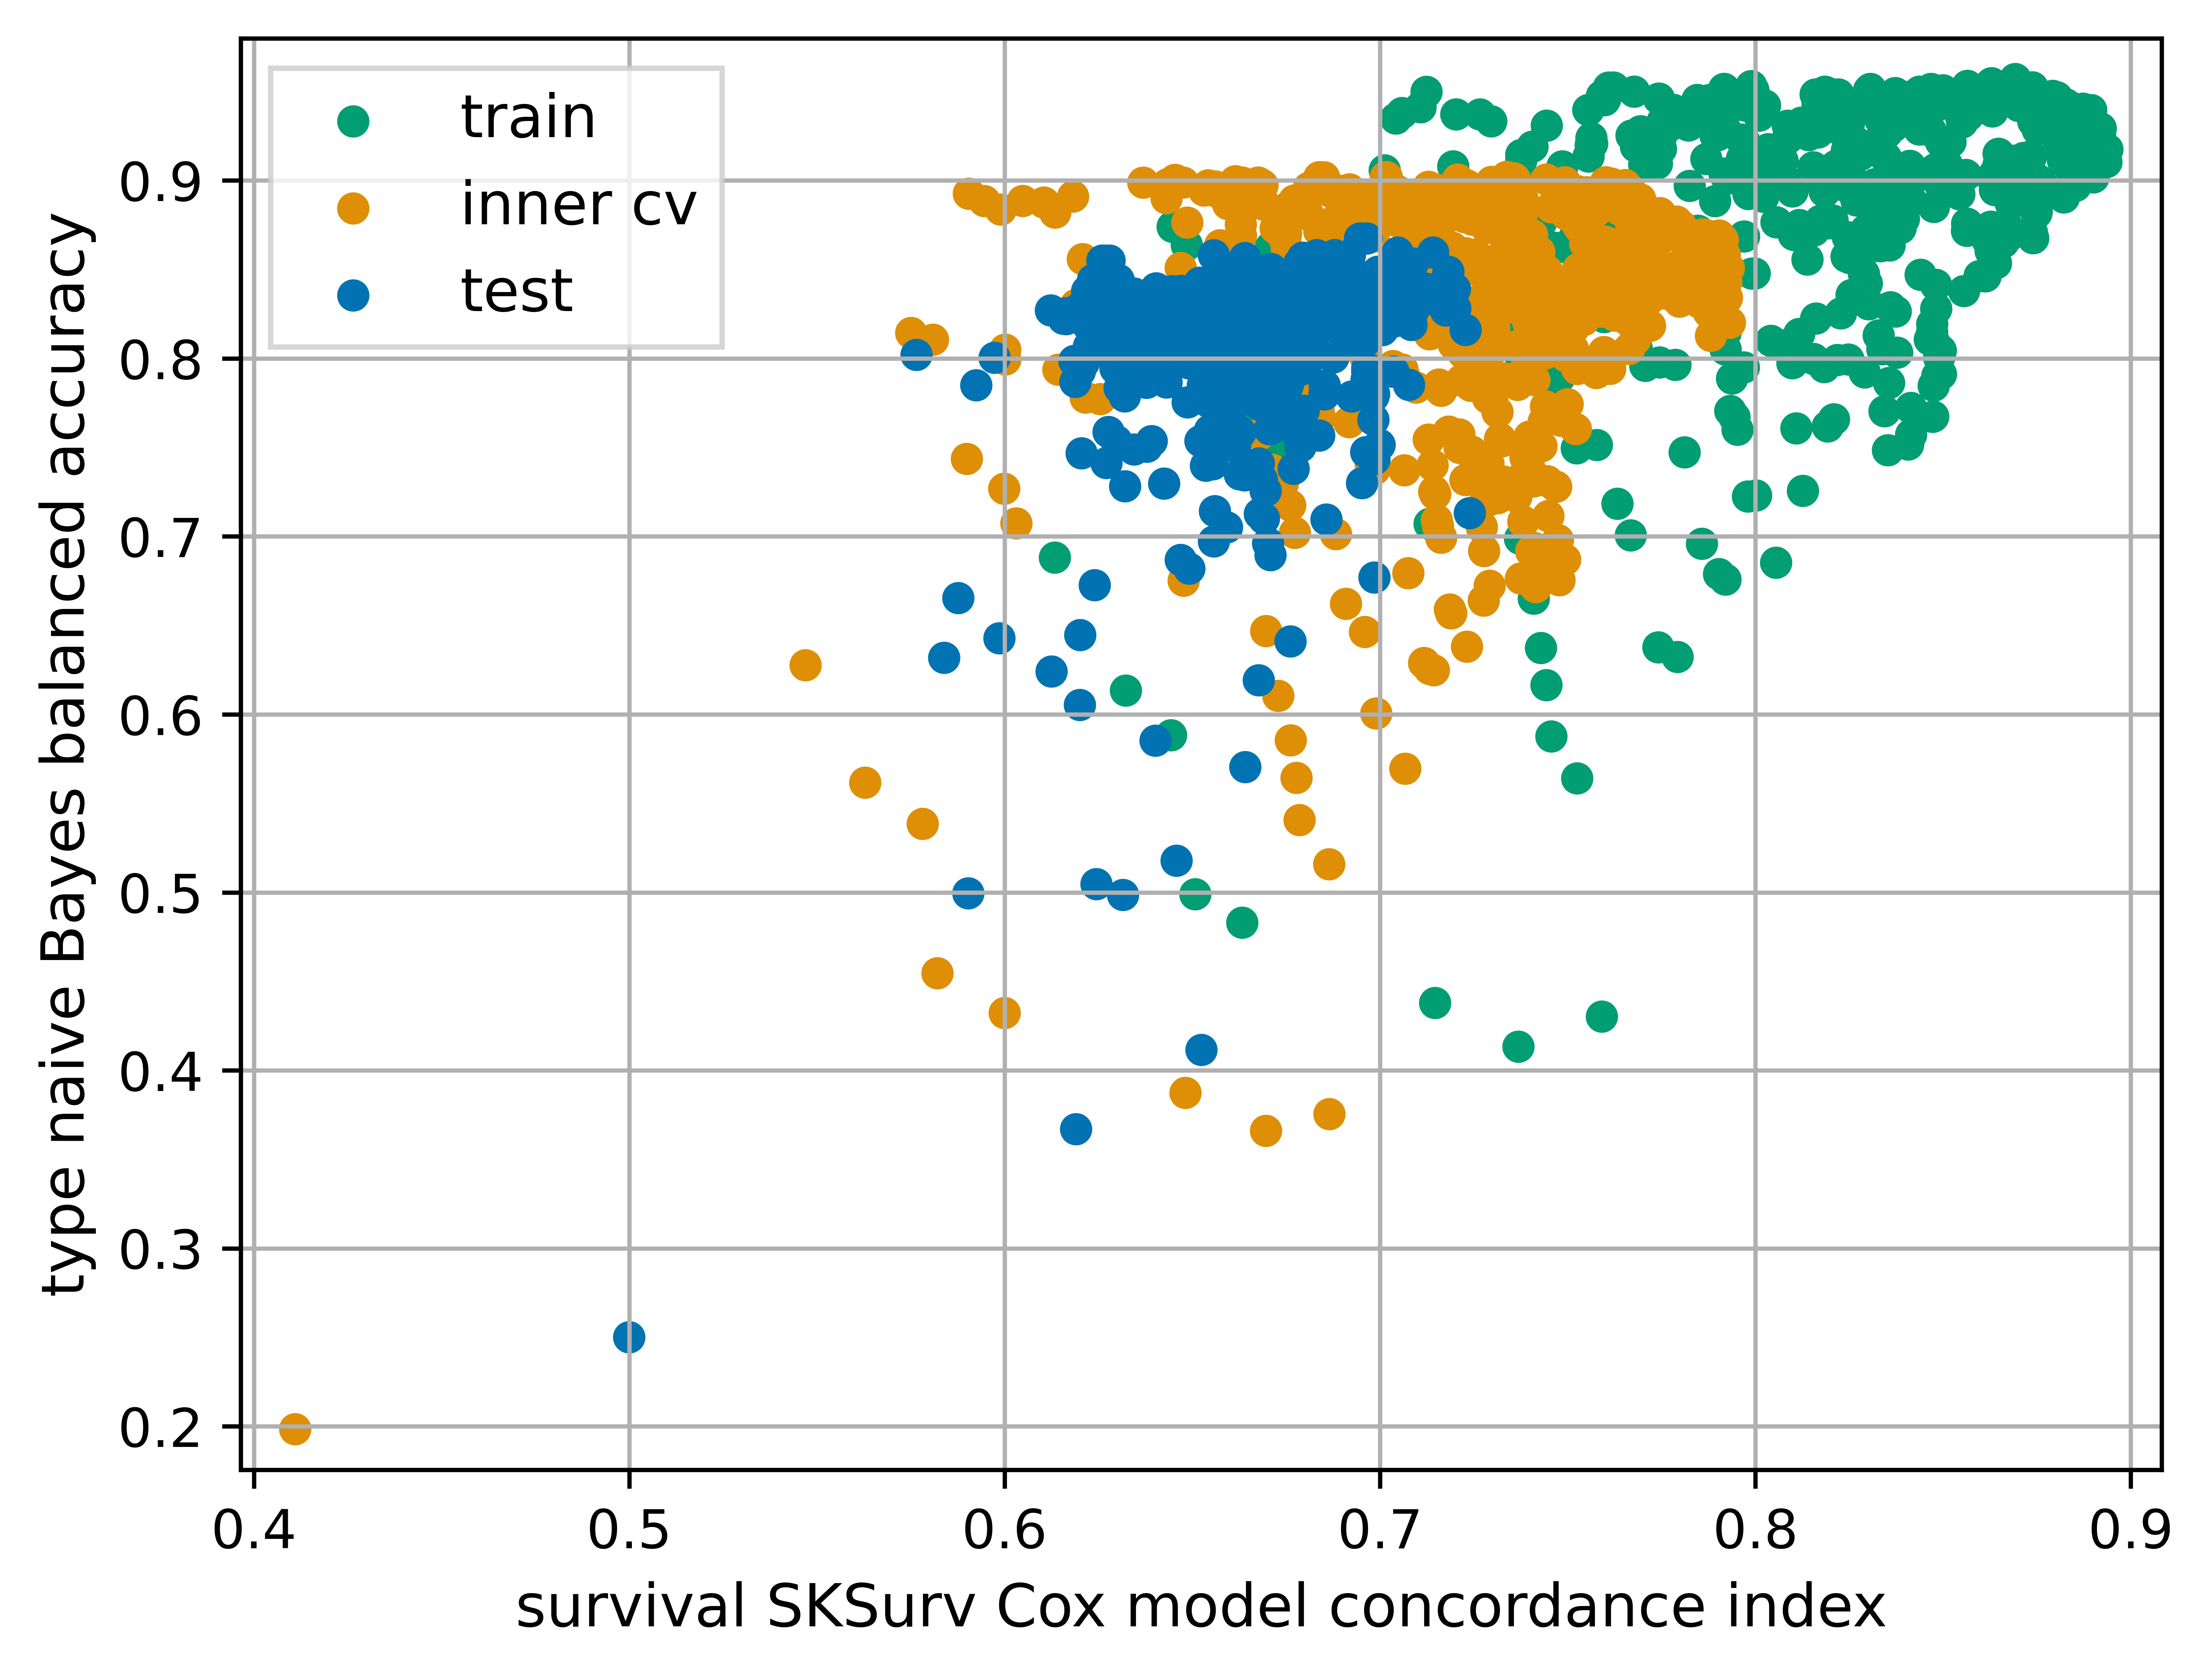 train
inner cv
test
type naive Bayes balanced accuracy
0.9
0.8
0.7
0.6
0.5
0.4
0.3
0.2
0.4 0.5 0.6 0.7 0.8 0.9
survival SKSurv Cox model concordance index